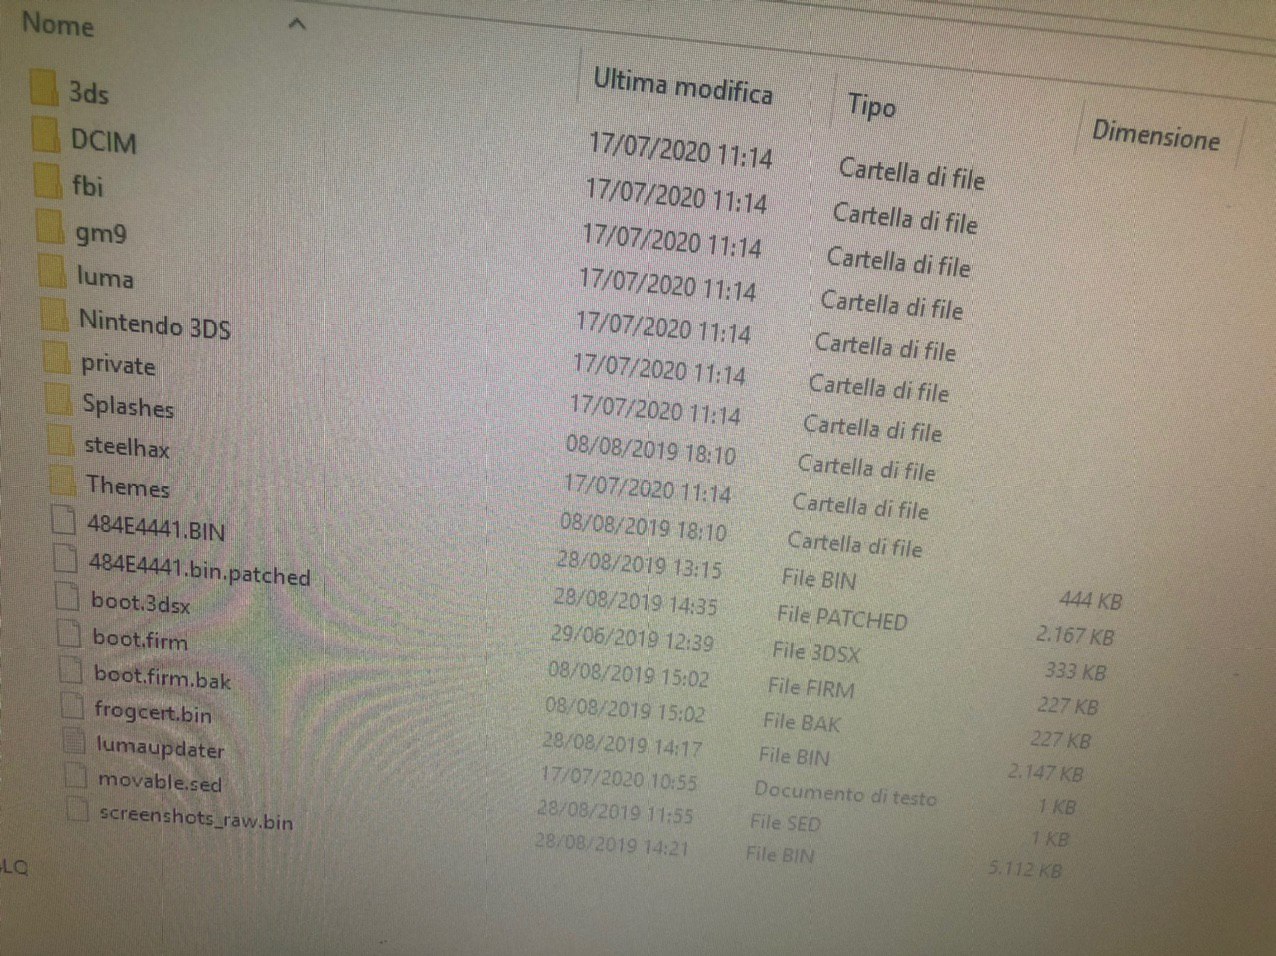 Nome Ultima modifica Tipo Dimensione
3ds 17/07/2020 11:14 Cartella di file
DCIM 17/07/2020 11:14 Cartella di file
fbi 17/07/2020 11:14 Cartella di file
gm9 17/07/2020 11:14 Cartella di file
luma 17/07/2020 11:14 Cartella di file
Nintendo 3DS 17/07/2020 11:14 Cartella di file
private 17/07/2020 11:14 Cartella di file
Splashes 08/08/2019 18:10 Cartella di file
steelhax 17/07/2020 11:14 Cartella di file
Themes 08/08/2019 18:10 Cartella di file
484E4441.BIN 28/08/2019 13:15 File BIN 444 KB
484E4441.bin.patched 28/08/2019 14:35 File PATCHED 2.167 KB
boot.3dsx 29/06/2019 12:39 File 3DSX 333 KB
boot.firm 08/08/2019 15:02 File FIRM 227 KB
boot.firm.bak 08/08/2019 15:02 File BAK 227 KB
frogcert.bin 28/08/2019 14:17 File BIN 2.147 KB
lumaupdater 17/07/2020 10:55 Documento di testo 1 KB
movable.sed 28/08/2019 11:55 File SED 1 KB
screenshots_raw.bin 28/08/2019 14:21 File BIN 5.112 KB
LQ